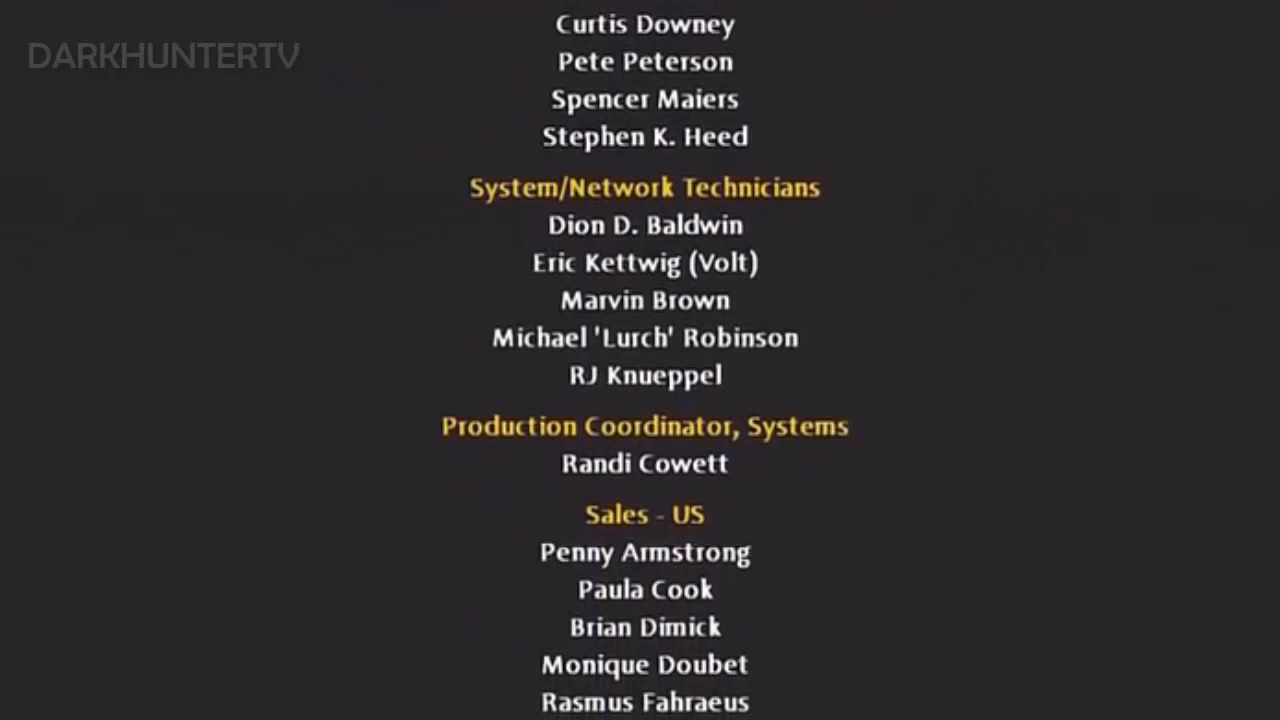 DARKHUNTERTV
Curtis Downey
Pete Peterson
Spencer Maiers
Stephen K. Heed
System/Network Technicians
Dion D. Baldwin
Eric Kettwig (Volt)
Marvin Brown
Michael 'Lurch' Robinson
RJ Knueppel
Production Coordinator, Systems
Randi Cowett
Sales - US
Penny Armstrong
Paula Cook
Brian Dimick
Monique Doubet
Rasmus Fahraeus